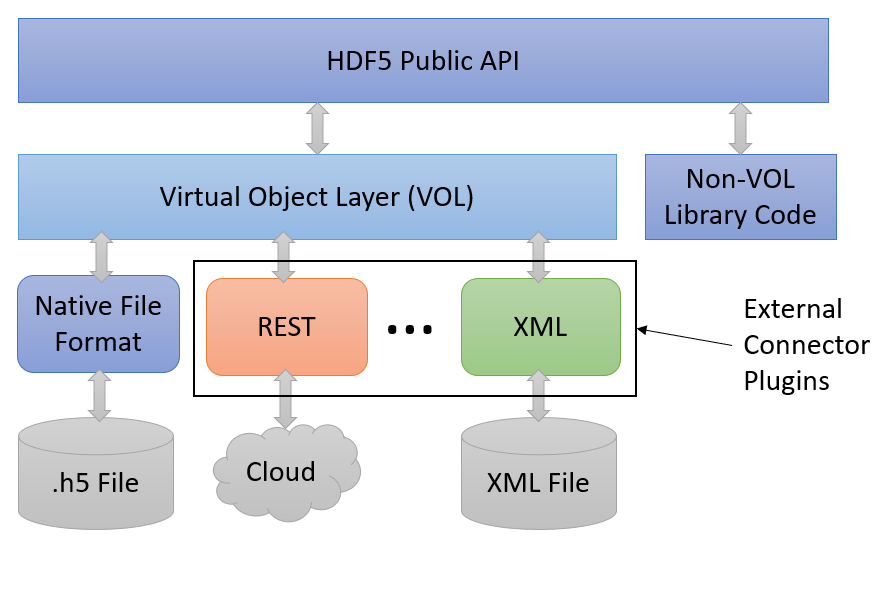 HDF5 Public API
Virtual Object Layer (VOL)
Non-VOL
Library Code
Native File
Format
REST
...
XML
External
Connector
Plugins
.h5 File
Cloud
XML File